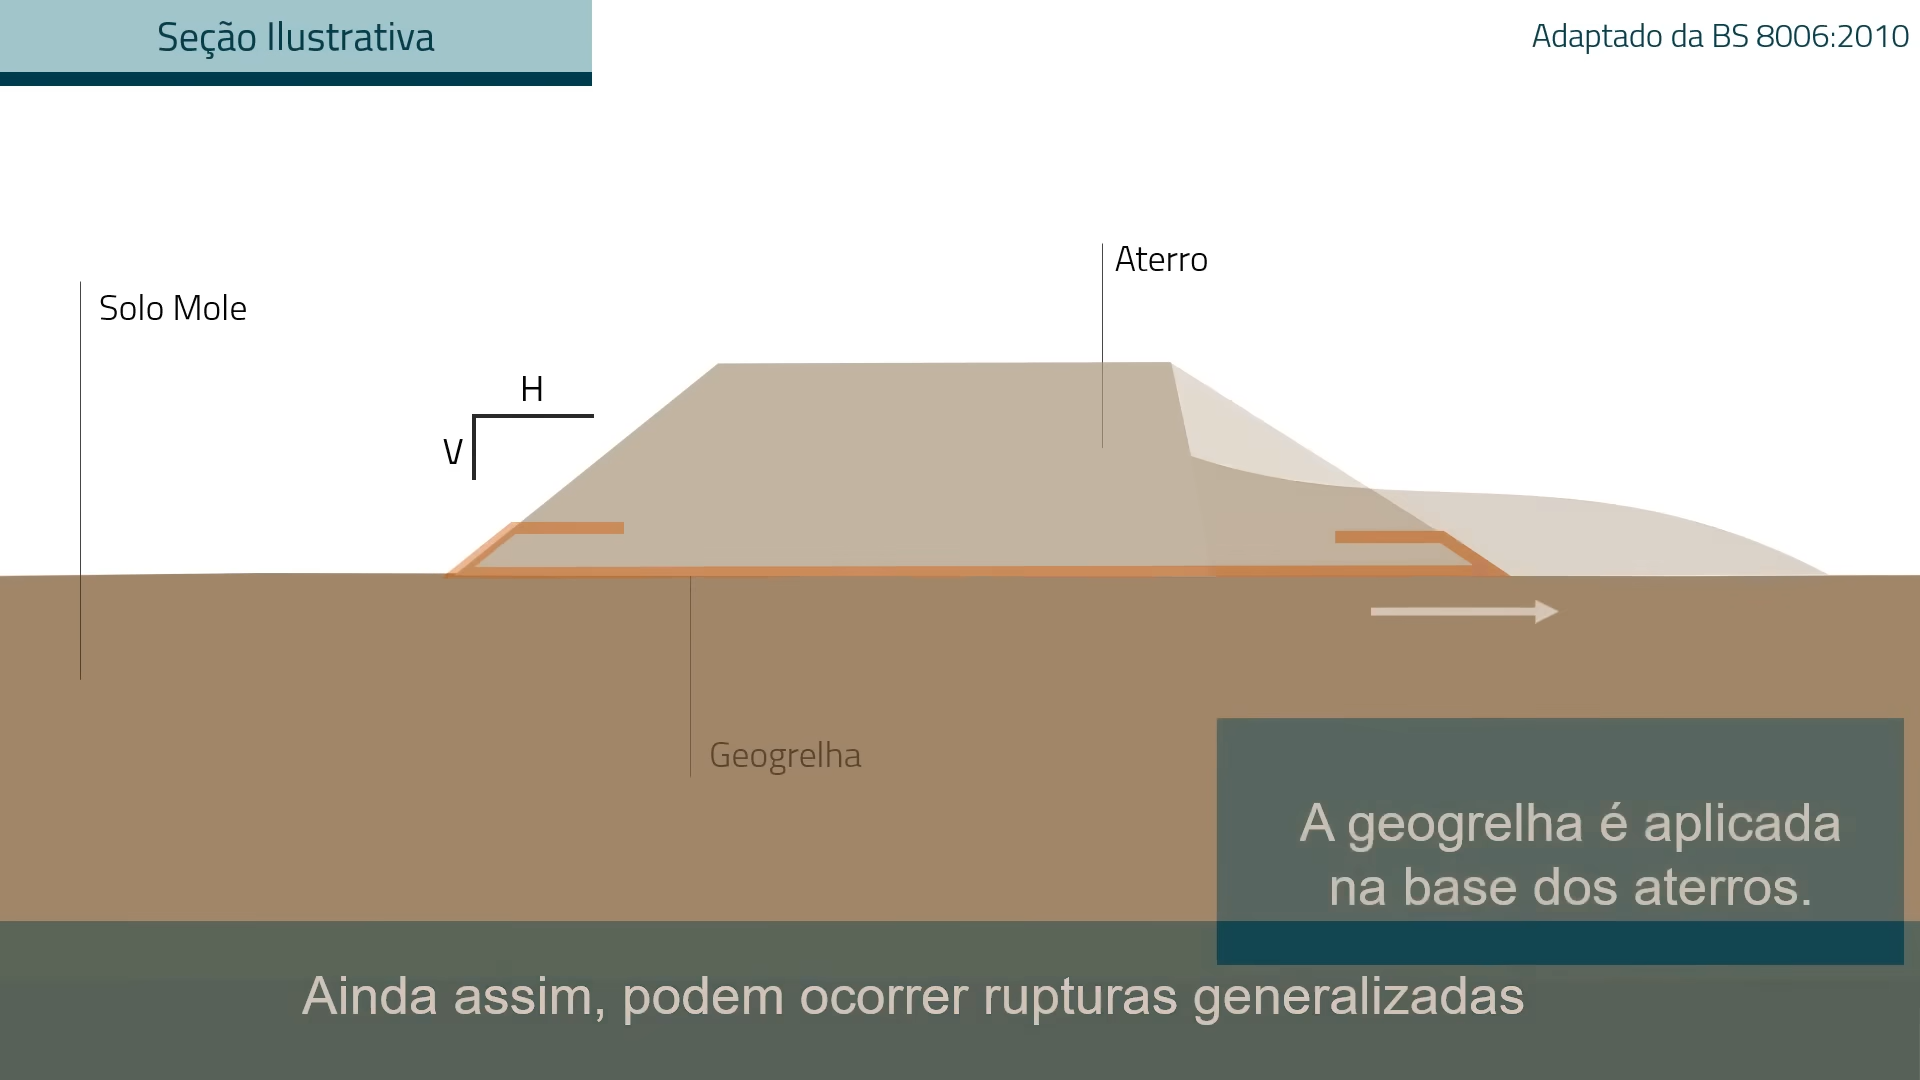 Seção Ilustrativa
Adaptado da BS 8006:2010
Aterro
Solo Mole
H
V
Geogrelha
A geogrelha é aplicada
na base dos aterros.
Ainda assim, podem ocorrer rupturas generalizadas